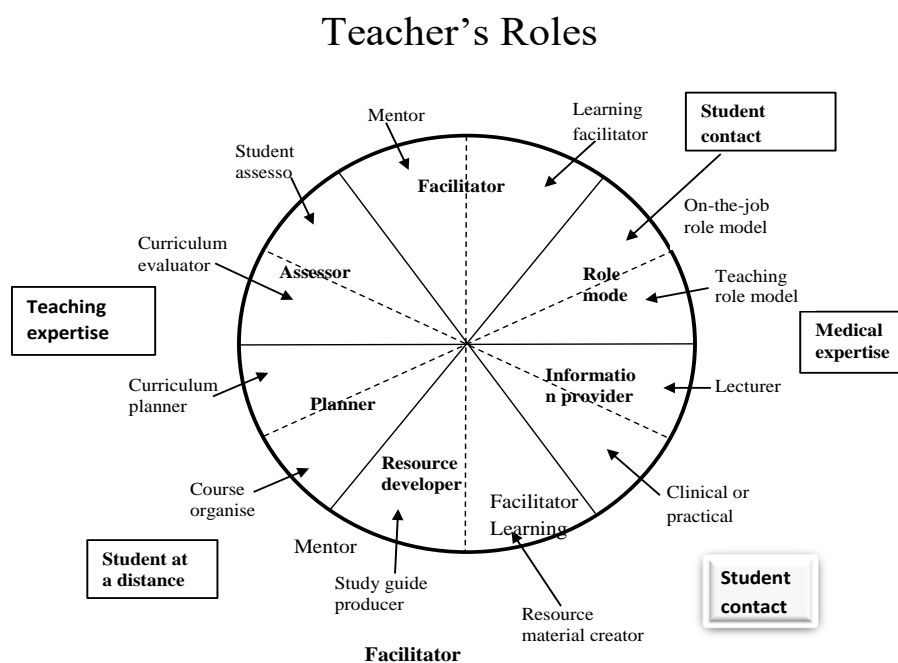 Teacher's Roles
Mentor
Learning
facilitator
Student
contact
Student
assesso
Facilitator
On-the-job
role model
Curriculum
evaluator
Assessor
Role
mode
Teaching
role model
Teaching
expertise
Medical
expertise
Curriculum
planner
Planner
Informatio
n provider
Lecturer
Course
organise
Resource
developer
Facilitator
Learning
Clinical or
practical
Student at
a distance
Mentor
Study guide
producer
Resource
material creator
Student
contact
Facilitator